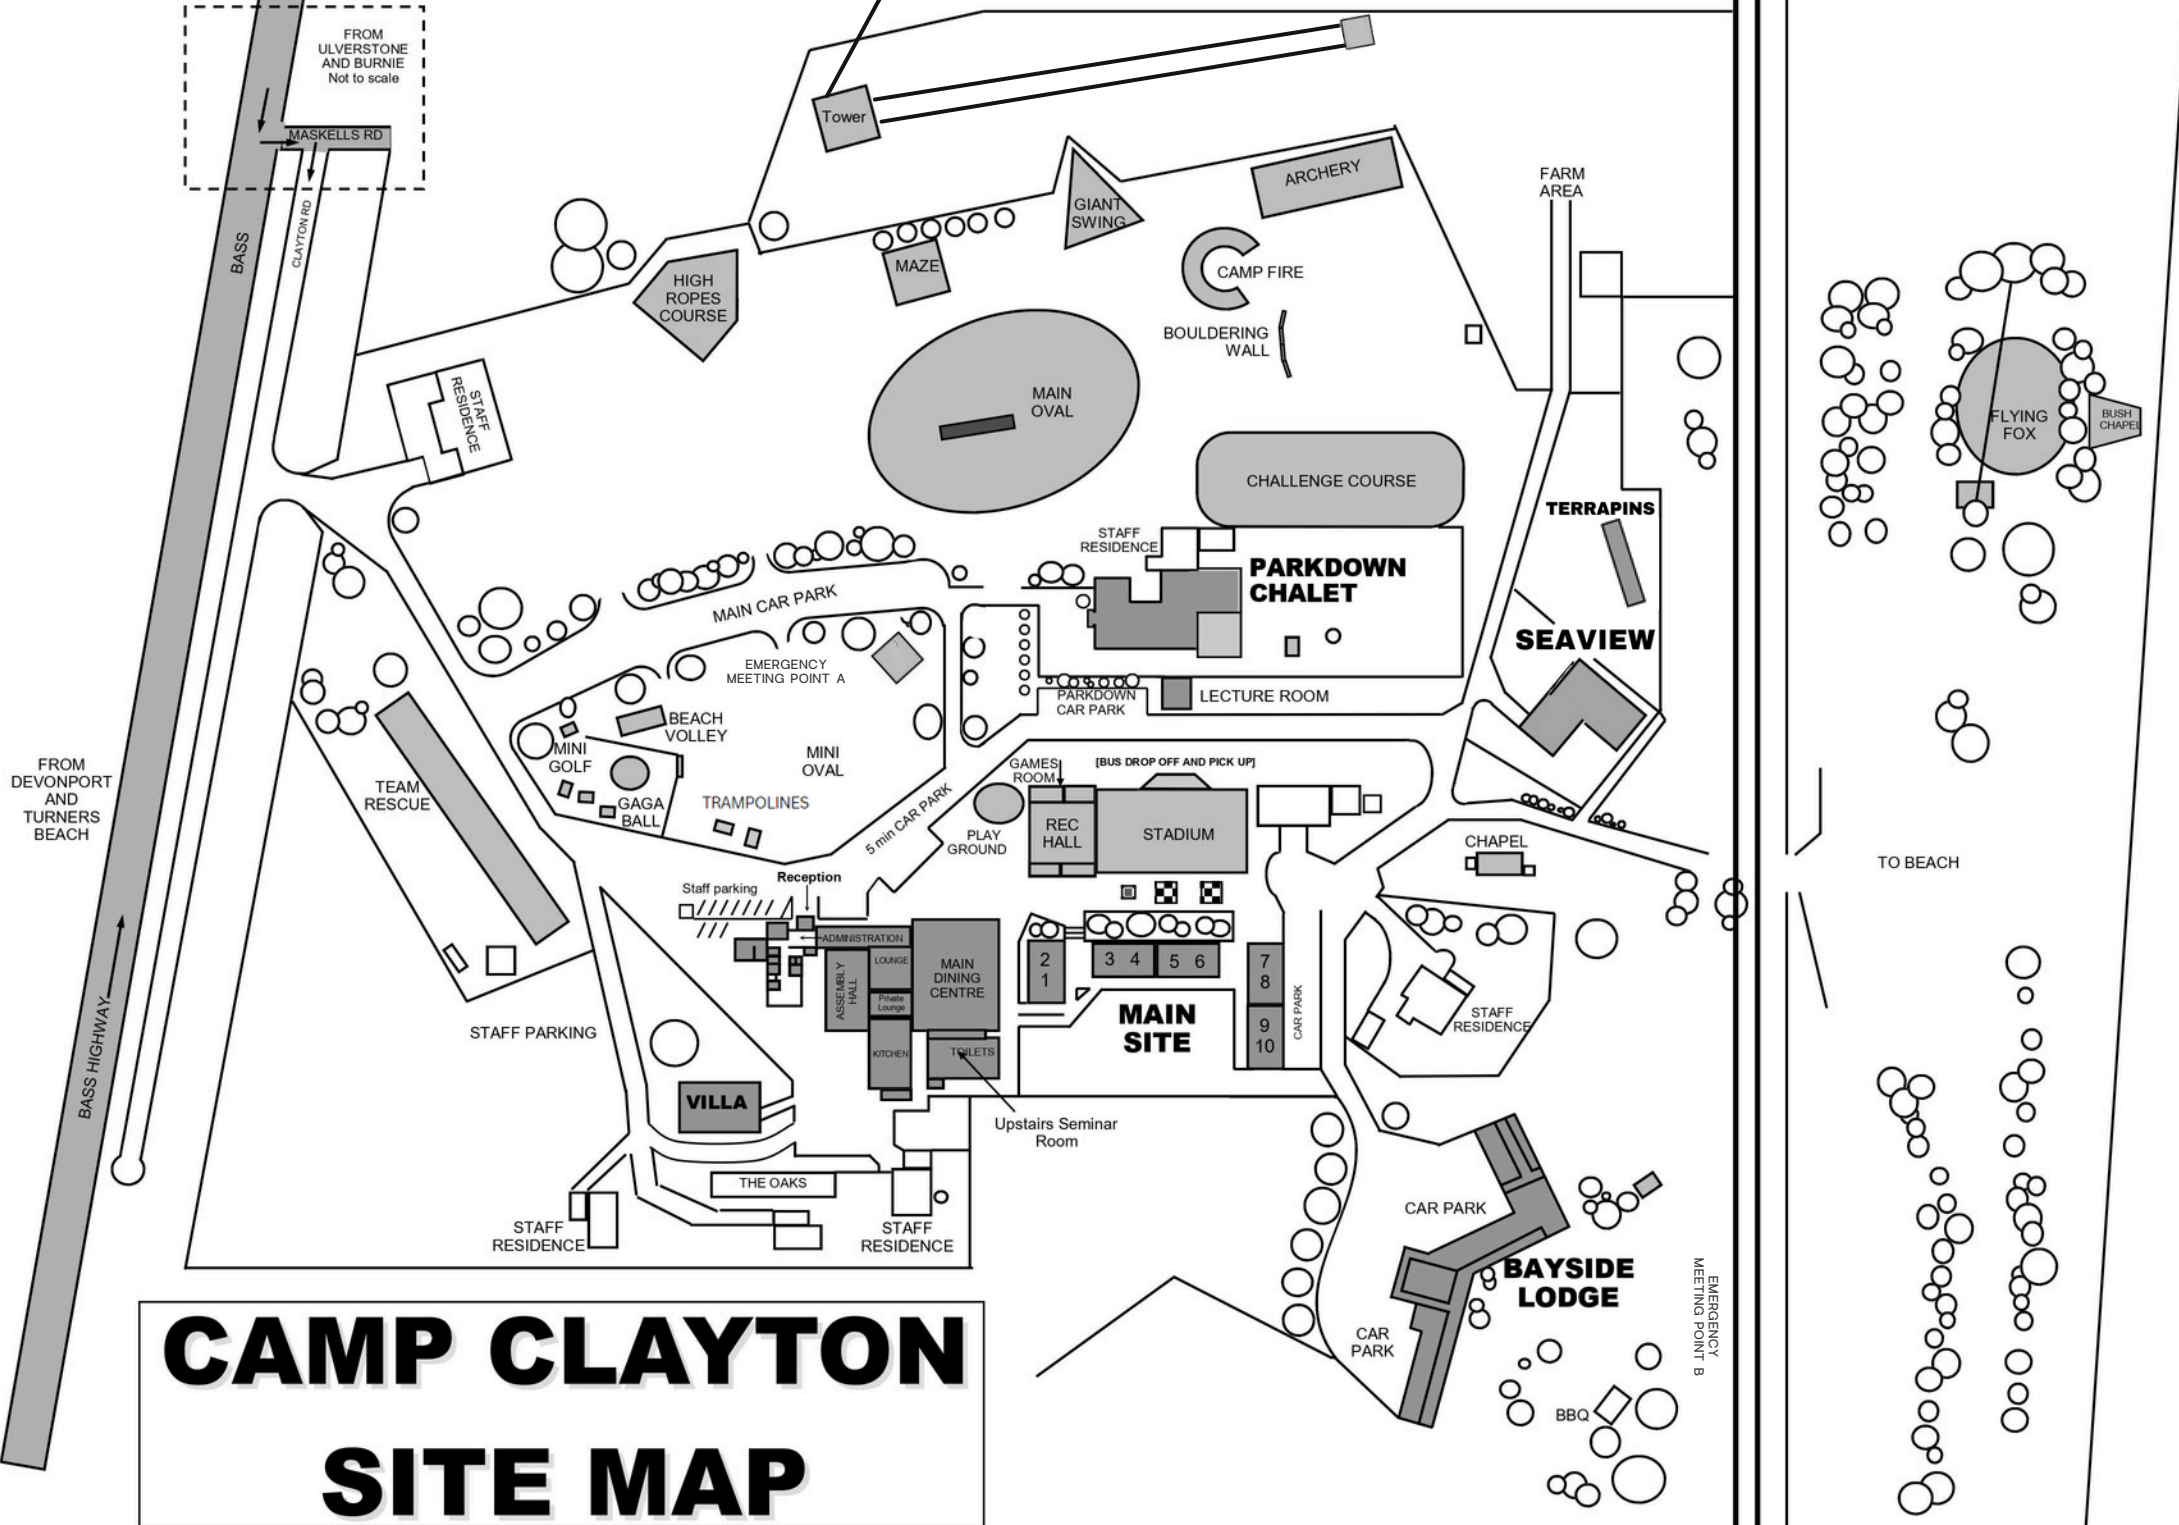 FROM
ULVERSTONE
AND BURNIE
Not to scale
MASKELLS RD
CLAYTON RD
BASS
Tower
GIANT
SWING
ARCHERY
FARM
AREA
HIGH
ROPES
COURSE
MAZE
CAMP FIRE
BOULDERING
WALL
STAFF
RESIDENCE
MAIN
OVAL
CHALLENGE COURSE
FLYING
FOX
BUSH
CHAPEL
TERRAPINS
STAFF
RESIDENCE
PARKDOWN
CHALET
MAIN CAR PARK
SEAVIEW
EMERGENCY
MEETING POINT A
PARKDOWN
CAR PARK
LECTURE ROOM
BEACH
VOLLEY
MINI
GOLF
MINI
OVAL
GAGA
BALL
TRAMPOLINES
5 min CAR PARK
GAMES
ROOM
[BUS DROP OFF AND PICK UP]
FROM
DEVONPORT
AND
TURNERS
BEACH
TEAM
RESCUE
PLAY
GROUND
REC
HALL
STADIUM
CHAPEL
TO BEACH
Staff parking
Reception
ADMINISTRATION
ASSEMBLY
HALL
LOUNGE
Private
Lounge
MAIN
DINING
CENTRE
KITCHEN
TOILETS
2
1
3 4
5 6
7
8
9
10
CAR PARK
MAIN
SITE
STAFF
RESIDENCE
STAFF PARKING
BASS HIGHWAY
VILLA
Upstairs Seminar
Room
THE OAKS
STAFF
RESIDENCE
STAFF
RESIDENCE
CAR PARK
BAYSIDE
LODGE
EMERGENCY
MEETING POINT B
CAR
PARK
BBQ
CAMP CLAYTON
SITE MAP